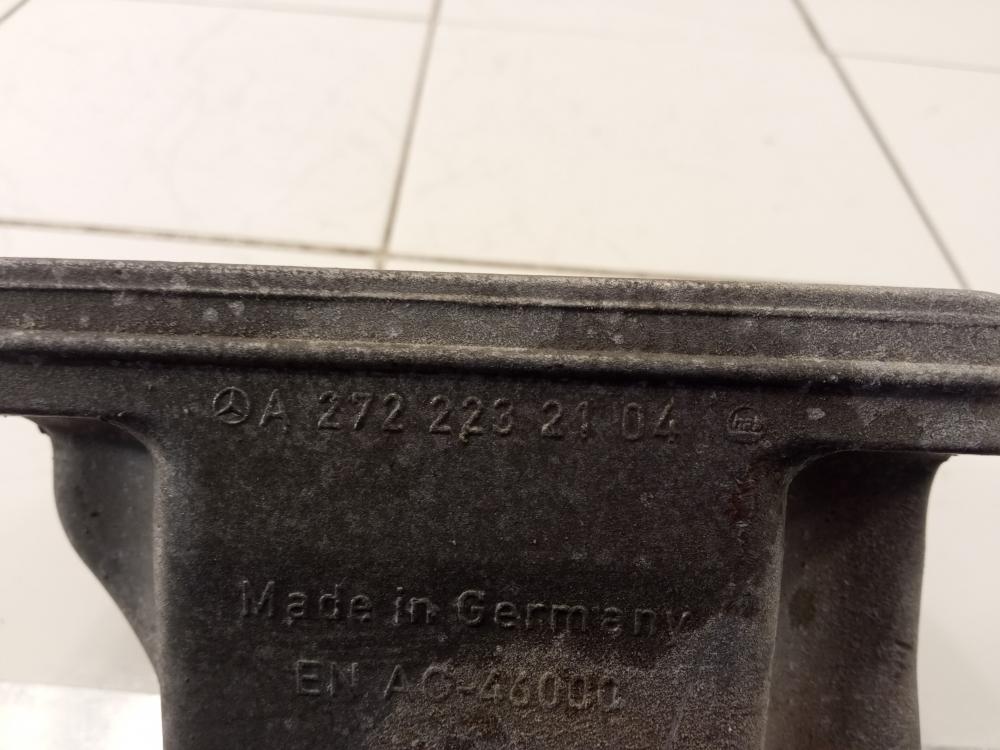 A 272 223 21 04
Made in Germany
EN AC-46000